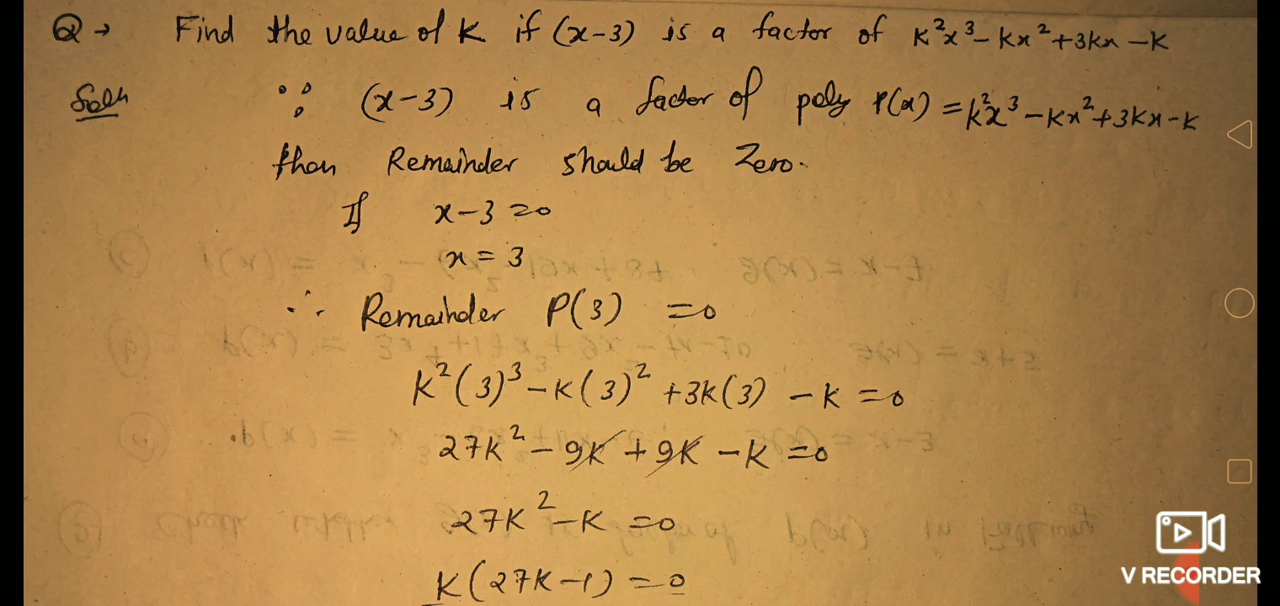 Q → Find the value of K if (x-3) is a factor of K²x³-Kx²+3Kx-K
Soln ∵ (x-3) is a factor of poly P(x) = K²x³-Kx²+3Kx-K
than Remainder should be Zero.
If x-3=0
x = 3
∴ Remainder P(3) =0
K²(3)³-K(3)²+3K(3)-K=0
27K²-9K+9K-K=0
27K²-K=0
K(27K-1)=0
V RECORDER